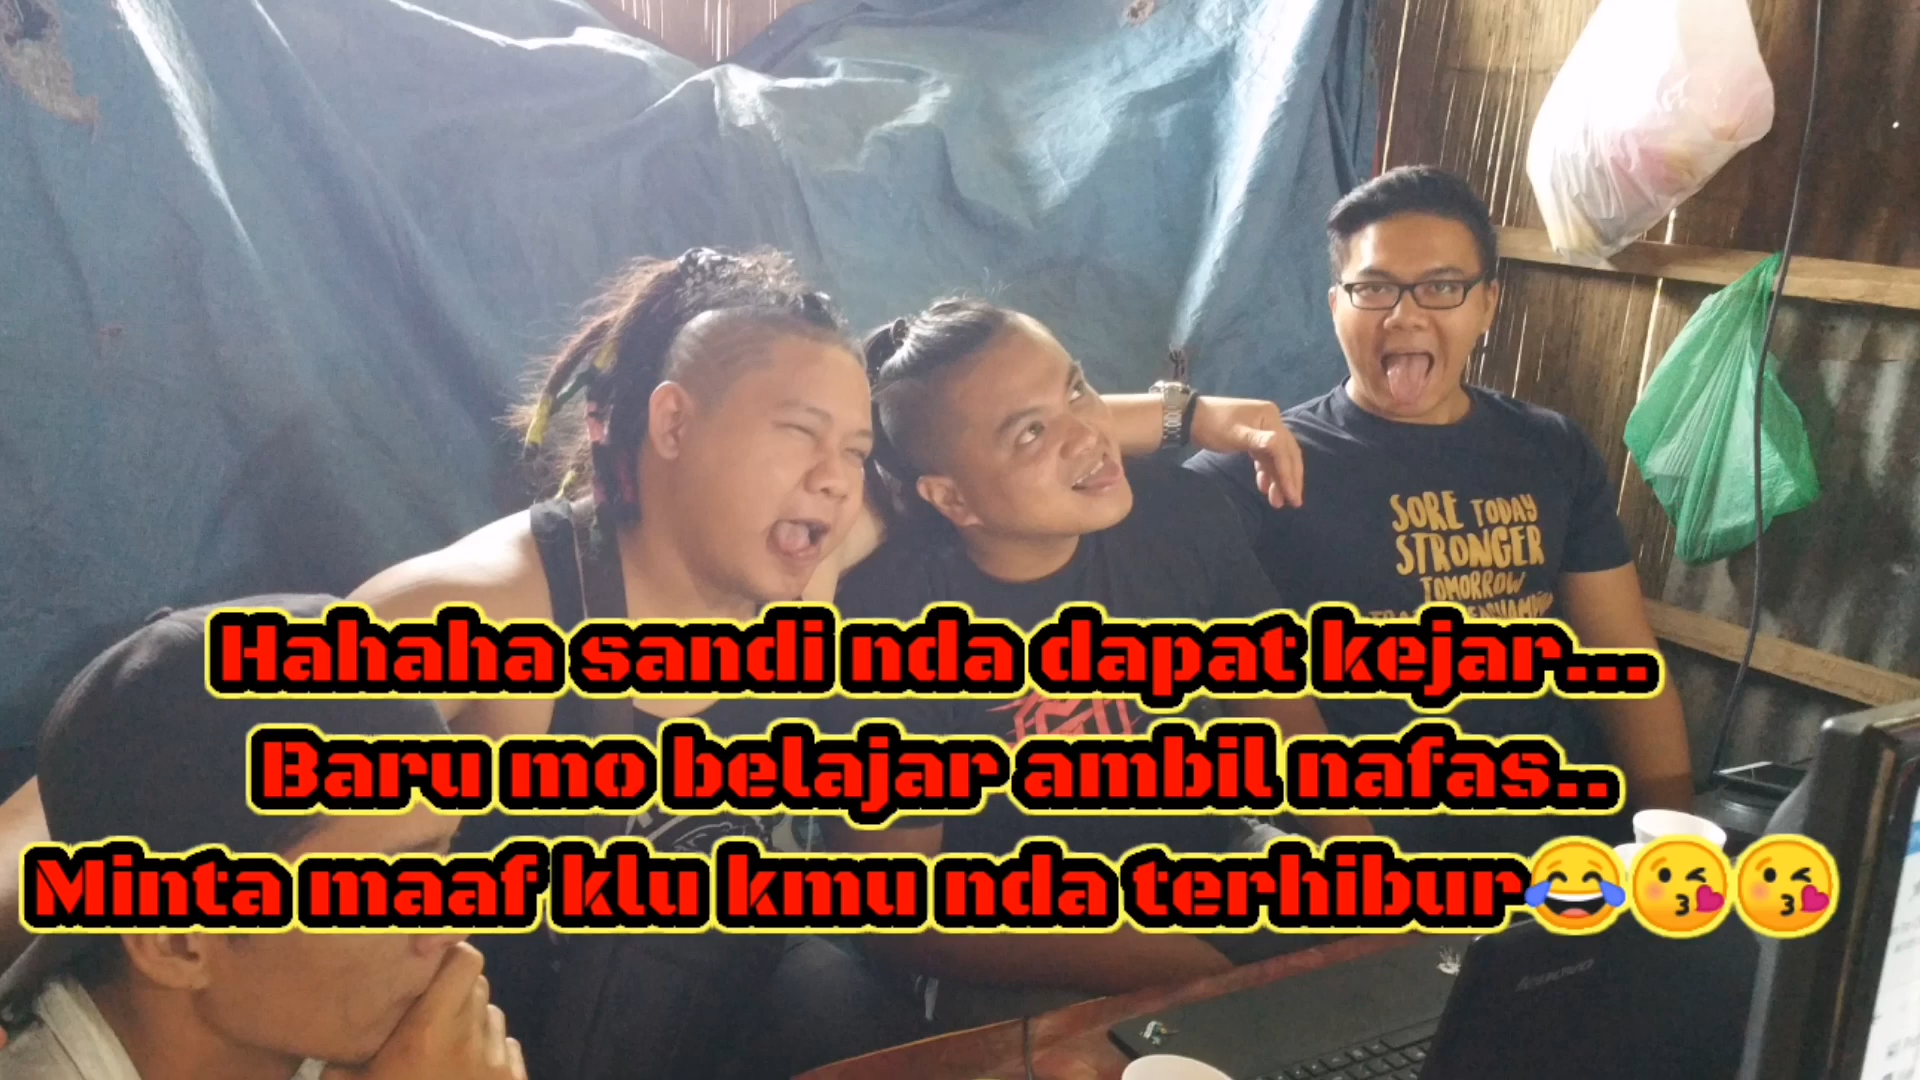 SORE TODAY
STRONGER
TOMORROW
Hahaha sandi nda dapat kejar...
Baru mo belajar ambil nafas..
Minta maaf klu kmu nda terhibur😂😘😘
lenovo